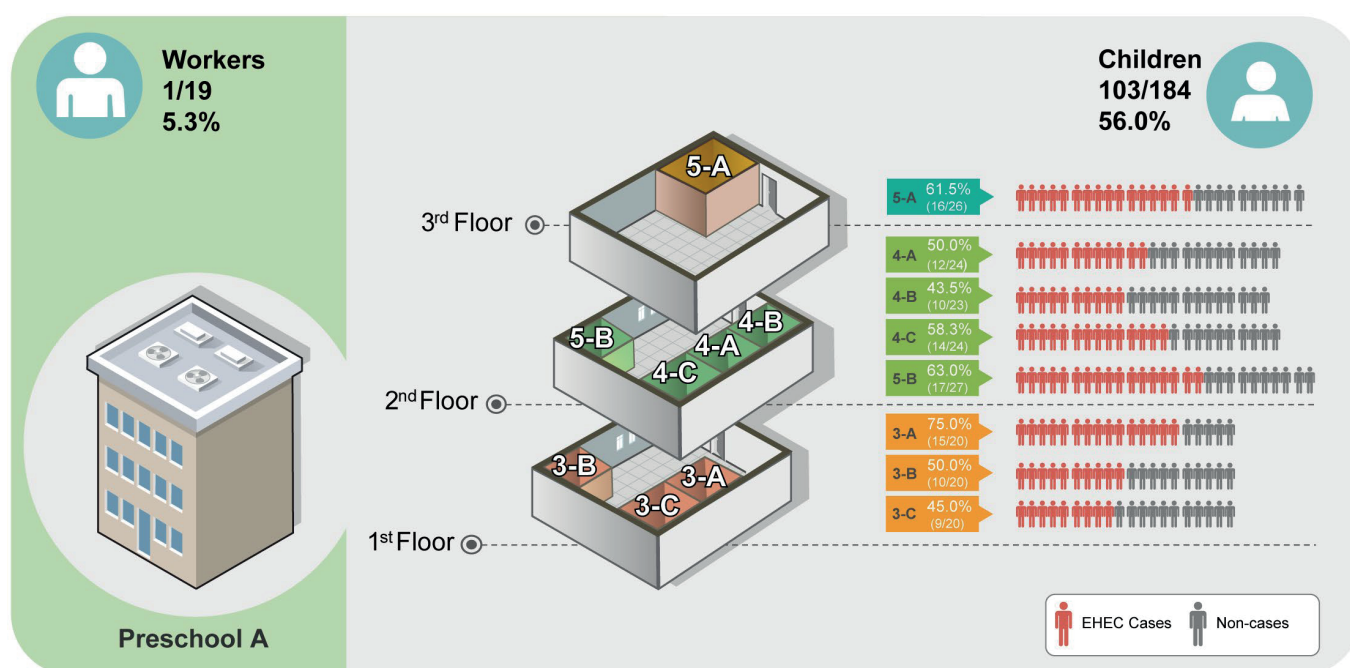 Workers
1/19
5.3%
Children
103/184
56.0%
5-A
3rd Floor
5-A 61.5%
(16/26)
4-A 50.0%
(12/24)
4-B 43.5%
(10/23)
4-C 58.3%
(14/24)
5-B 63.0%
(17/27)
5-B
4-B
4-A
4-C
2nd Floor
3-A 75.0%
(15/20)
3-B 50.0%
(10/20)
3-C 45.0%
(9/20)
3-B
3-A
3-C
1st Floor
Preschool A
EHEC Cases
Non-cases